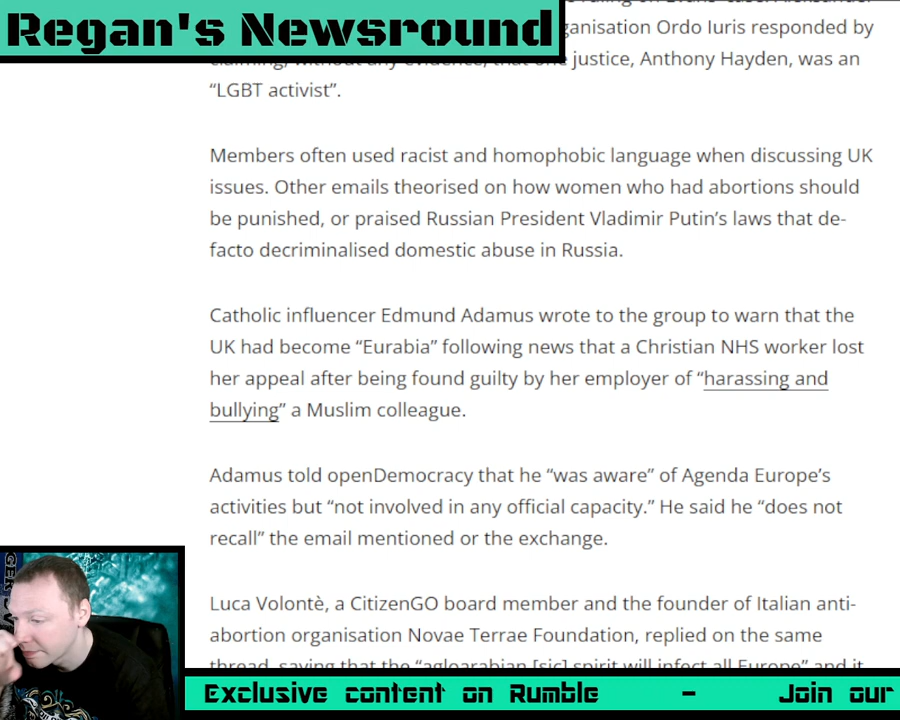 Regan's Newsround
ganisation Ordo Iuris responded by
justice, Anthony Hayden, was an
“LGBT activist”.
Members often used racist and homophobic language when discussing UK
issues. Other emails theorised on how women who had abortions should
be punished, or praised Russian President Vladimir Putin’s laws that de-
facto decriminalised domestic abuse in Russia.
Catholic influencer Edmund Adamus wrote to the group to warn that the
UK had become “Eurabia” following news that a Christian NHS worker lost
her appeal after being found guilty by her employer of “harassing and
bullying” a Muslim colleague.
Adamus told openDemocracy that he “was aware” of Agenda Europe’s
activities but “not involved in any official capacity.” He said he “does not
recall” the email mentioned or the exchange.
Luca Volontè, a CitizenGO board member and the founder of Italian anti-
abortion organisation Novae Terrae Foundation, replied on the same
thread, saying that the “agloarabian [sic] spirit will infect all Europe” and it
Exclusive content on Rumble - Join our